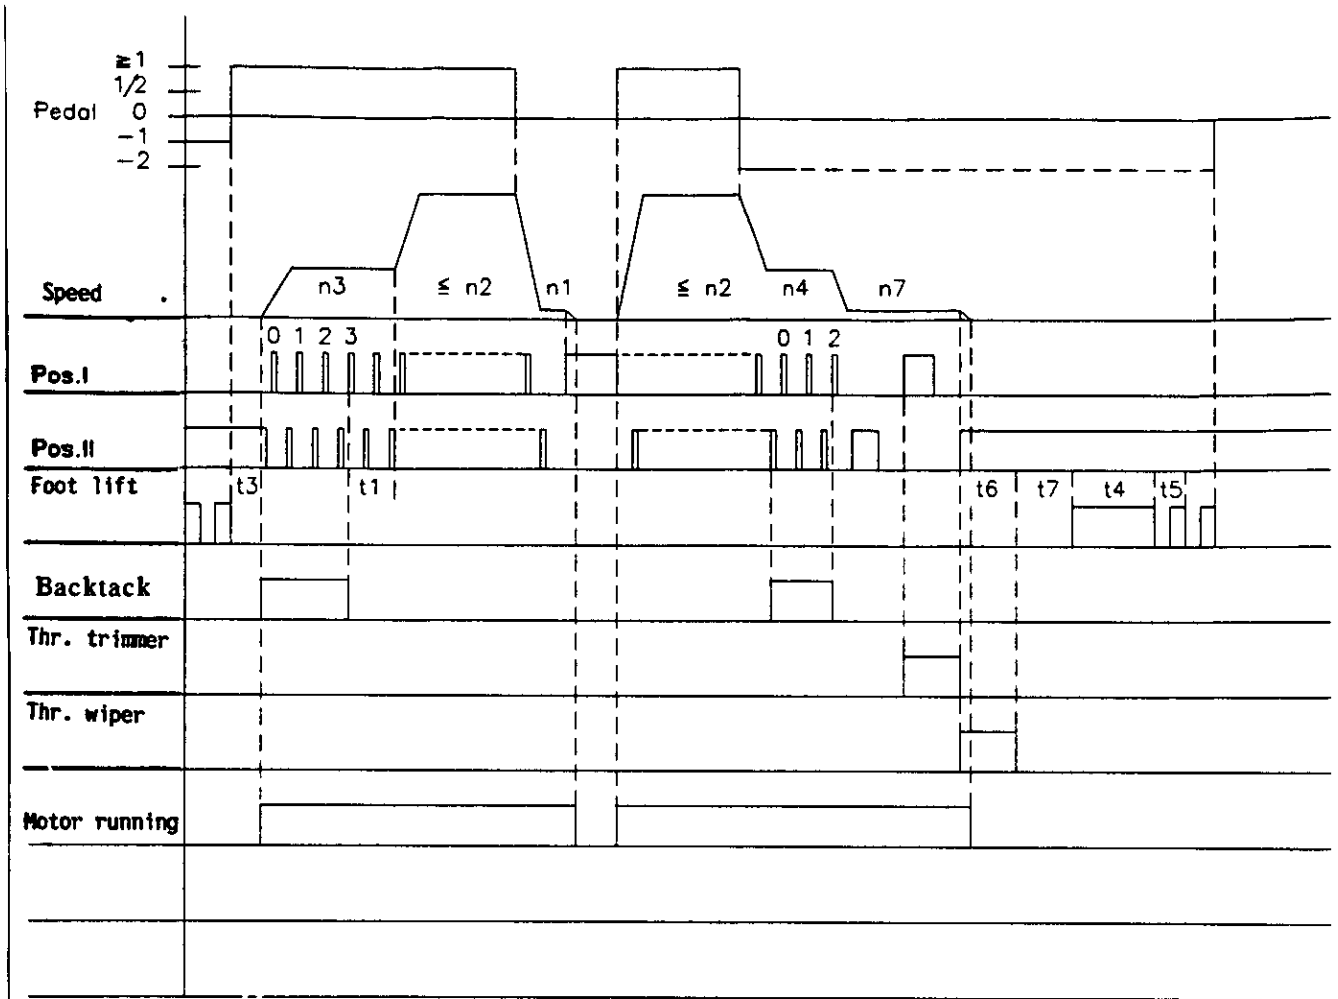 ≧1
1/2
Pedal 0
-1
-2
Speed n3 ≦ n2 n1 ≦ n2 n4 n7
0 1 2 3 0 1 2
Pos.I
Pos.II
Foot lift t3 t1 t6 t7 t4 t5
Backtack
Thr. trimmer
Thr. wiper
Motor running